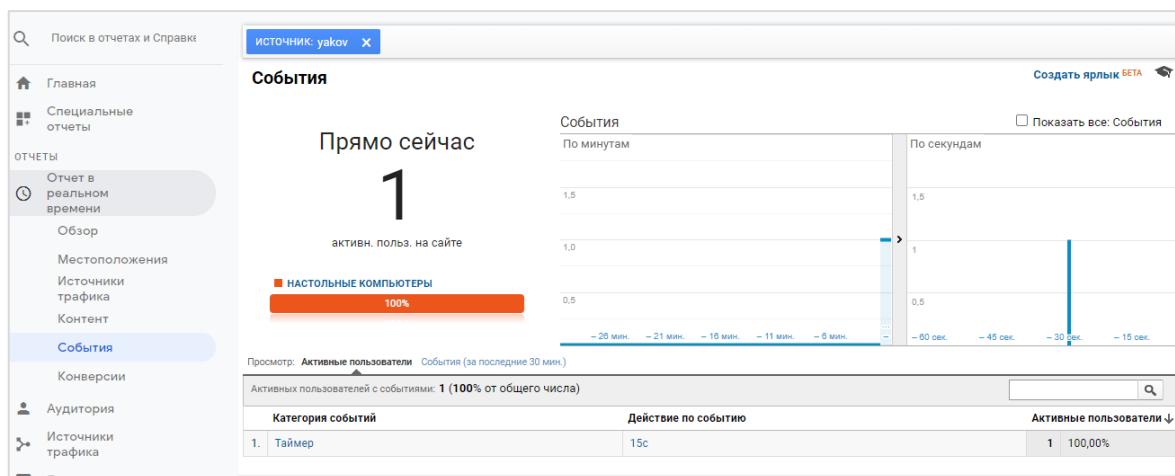 Поиск в отчетах и Справке
Главная
Специальные
отчеты
ОТЧЕТЫ
Отчет в
реальном
времени
Обзор
Местоположения
Источники
трафика
Контент
События
Конверсии
Аудитория
Источники
трафика
ИСТОЧНИК: yakov X
События
Создать ярлык БЕТА
Прямо сейчас
1
активн. польз. на сайте
НАСТОЛЬНЫЕ КОМПЬЮТЕРЫ
100%
События
Показать все: События
По минутам
1,5
1,0
0,5
– 26 мин. – 21 мин. – 16 мин. – 11 мин. – 6 мин.
По секундам
1,5
1
0,5
– 60 сек. – 45 сек. – 30 сек. – 15 сек.
Просмотр: Активные пользователи События (за последние 30 мин.)
Активных пользователей с событиями: 1 (100% от общего числа)
Категория событий Действие по событию Активные пользователи
1. Таймер 15с 1 100,00%